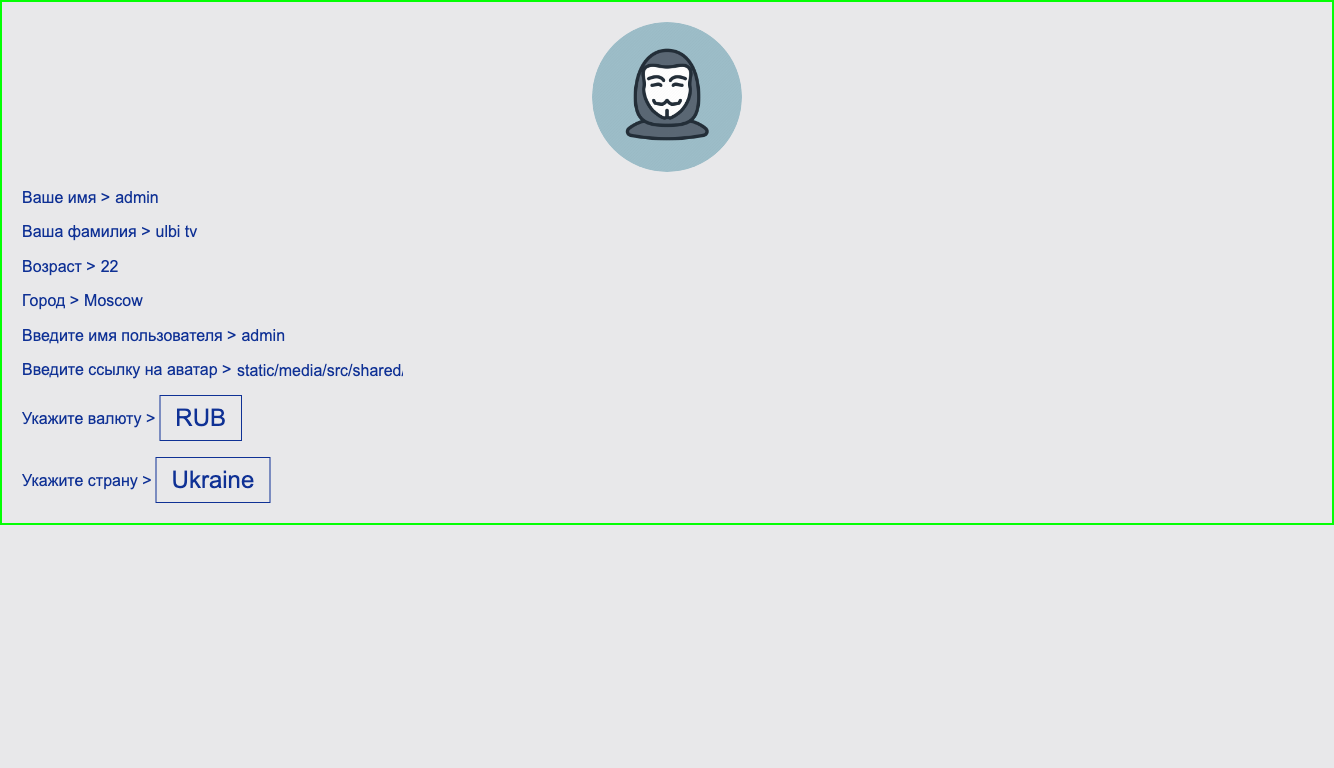 Ваше имя > admin
Ваша фамилия > ulbi tv
Возраст > 22
Город > Moscow
Введите имя пользователя > admin
Введите ссылку на аватар > static/media/src/shared/
Укажите валюту > RUB
Укажите страну > Ukraine